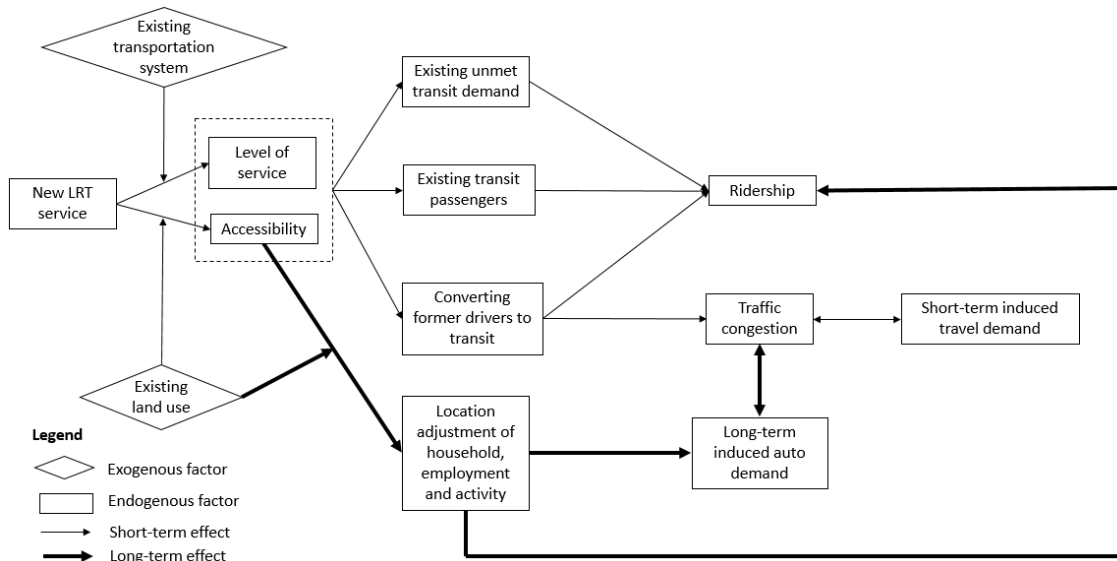 Existing
transportation
system
Existing unmet
transit demand
Level of
service
New LRT
service
Existing transit
passengers
Ridership
Accessibility
Converting
former drivers to
transit
Traffic
congestion
Short-term induced
travel demand
Existing
land use
Location
adjustment of
household,
employment
and activity
Long-term
induced auto
demand
Legend
Exogenous factor
Endogenous factor
Short-term effect
Long-term effect